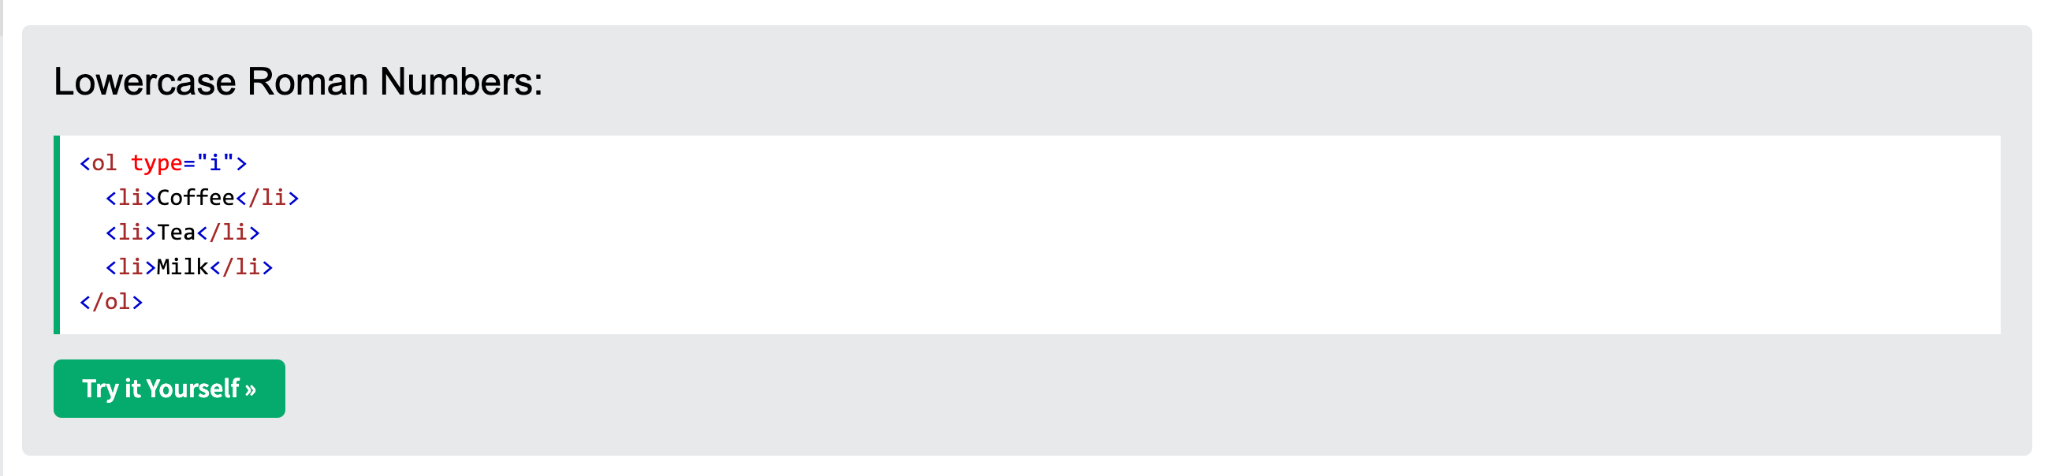 Lowercase Roman Numbers:
<ol type="i">
  <li>Coffee</li>
  <li>Tea</li>
  <li>Milk</li>
</ol>
Try it Yourself »